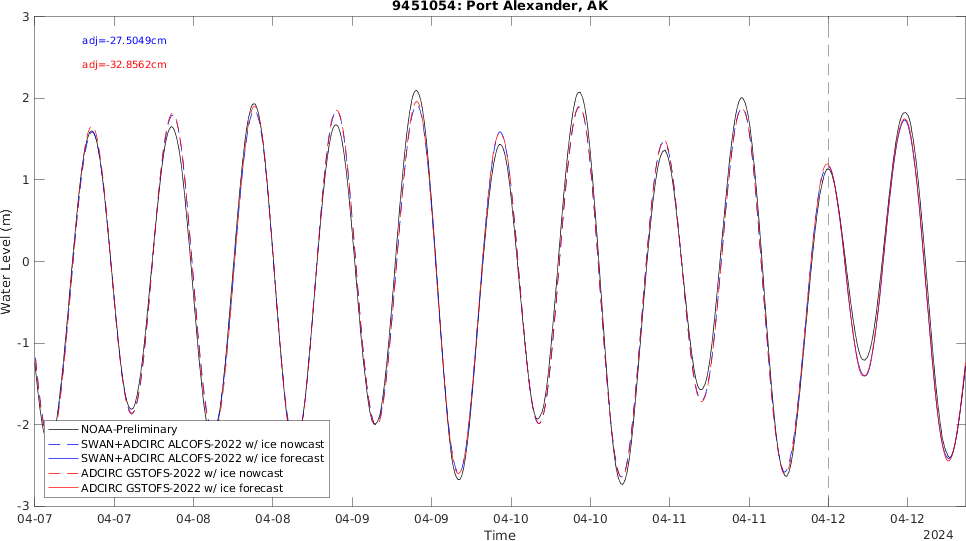 9451054: Port Alexander, AK
adj=-27.5049cm
adj=-32.8562cm
Water Level (m)
3
2
1
0
-1
-2
-3
NOAA-Preliminary
SWAN+ADCIRC ALCOFS-2022 w/ ice nowcast
SWAN+ADCIRC ALCOFS-2022 w/ ice forecast
ADCIRC GSTOFS-2022 w/ ice nowcast
ADCIRC GSTOFS-2022 w/ ice forecast
04-07 04-07 04-08 04-08 04-09 04-09 04-10 04-10 04-11 04-11 04-12 04-12
Time
2024